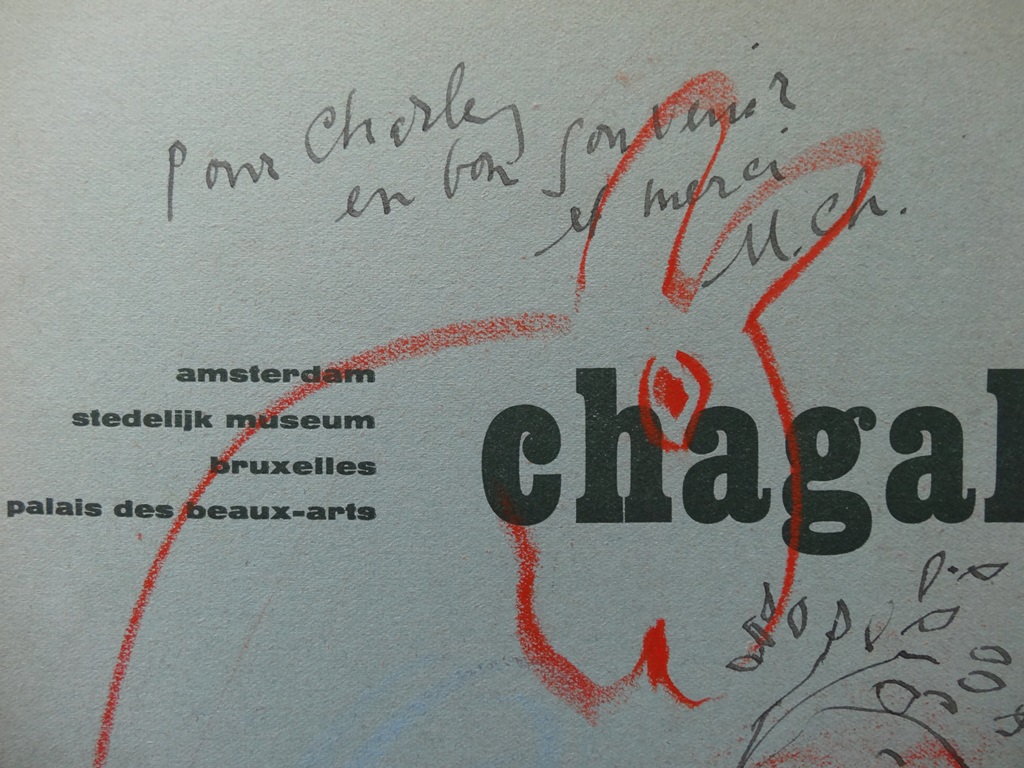 pour Charles
en bon souvenir
et merci
M. Ch.
amsterdam
stedelijk museum
bruxelles
palais des beaux-arts
chagal